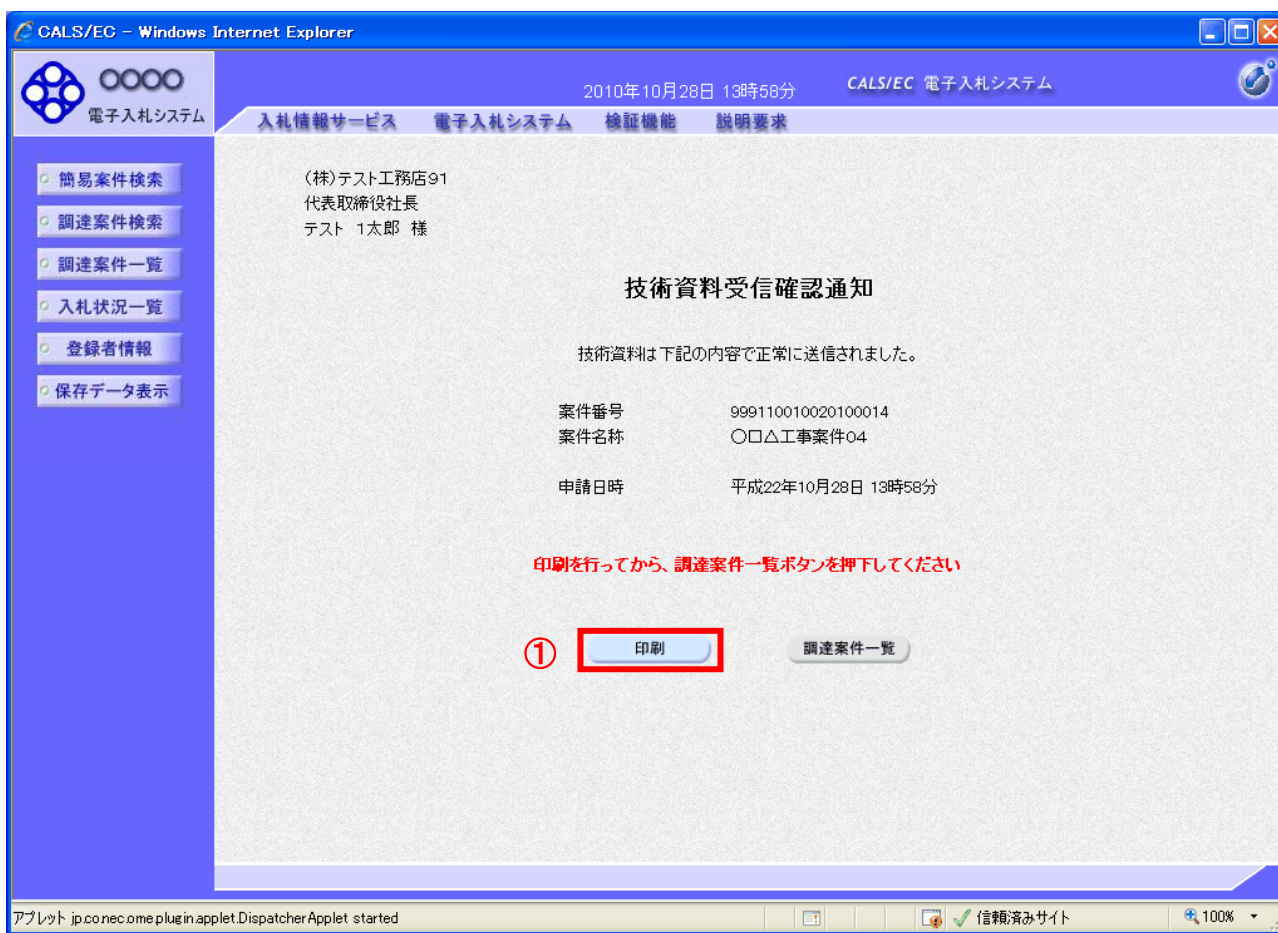 CALS/EC - Windows Internet Explorer
○○○○
電子入札システム
2010年10月28日 13時58分
CALS/EC 電子入札システム
入札情報サービス 電子入札システム 検証機能 説明要求
簡易案件検索
調達案件検索
調達案件一覧
入札状況一覧
登録者情報
保存データ表示
(株)テスト工務店91
代表取締役社長
テスト 1太郎 様
技術資料受信確認通知
技術資料は下記の内容で正常に送信されました。
案件番号 999110010020100014
案件名称 〇口△工事案件04
申請日時 平成22年10月28日 13時58分
印刷を行ってから、調達案件一覧ボタンを押下してください
① 印刷 調達案件一覧
アプレット jp.co.nec.ome.plugin.applet.DispatcherApplet started 信頼済みサイト 100%